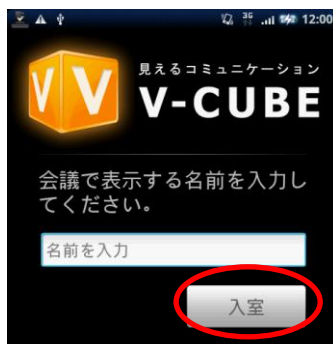 3G 12:00
V V
見えるコミュニケーション
V-CUBE
会議で表示する名前を入力し
てください。
名前を入力
入室